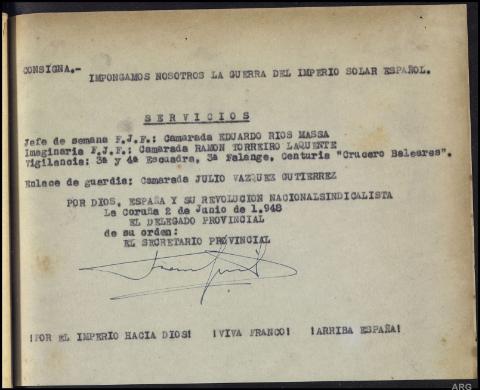 CONSIGNA.-
IMPONGAMOS NOSOTROS LA GUERRA DEL IMPERIO SOLAR ESPAÑOL.
SERVICIOS
Jefe de semana F.J.F.: Camarada EDUARDO RIOS MASSA
Imaginaria F.J.F.: Camarada RAMON TORREIRO LAQUENTE
Vigilancia: 3ª y 4ª Escuadra, 3ª Falange, Centuria "Crucero Baleares".
Enlace de guardia: Camarada JULIO VAZQUEZ GUTIERREZ
POR DIOS, ESPAÑA Y SU REVOLUCION NACIONALSINDICALISTA
La Coruña 2 de Junio de 1.948
EL DELEGADO PROVINCIAL
de su orden:
EL SECRETARIO PROVINCIAL
¡POR EL IMPERIO HACIA DIOS! ¡VIVA FRANCO! ¡ARRIBA ESPAÑA!
ARG